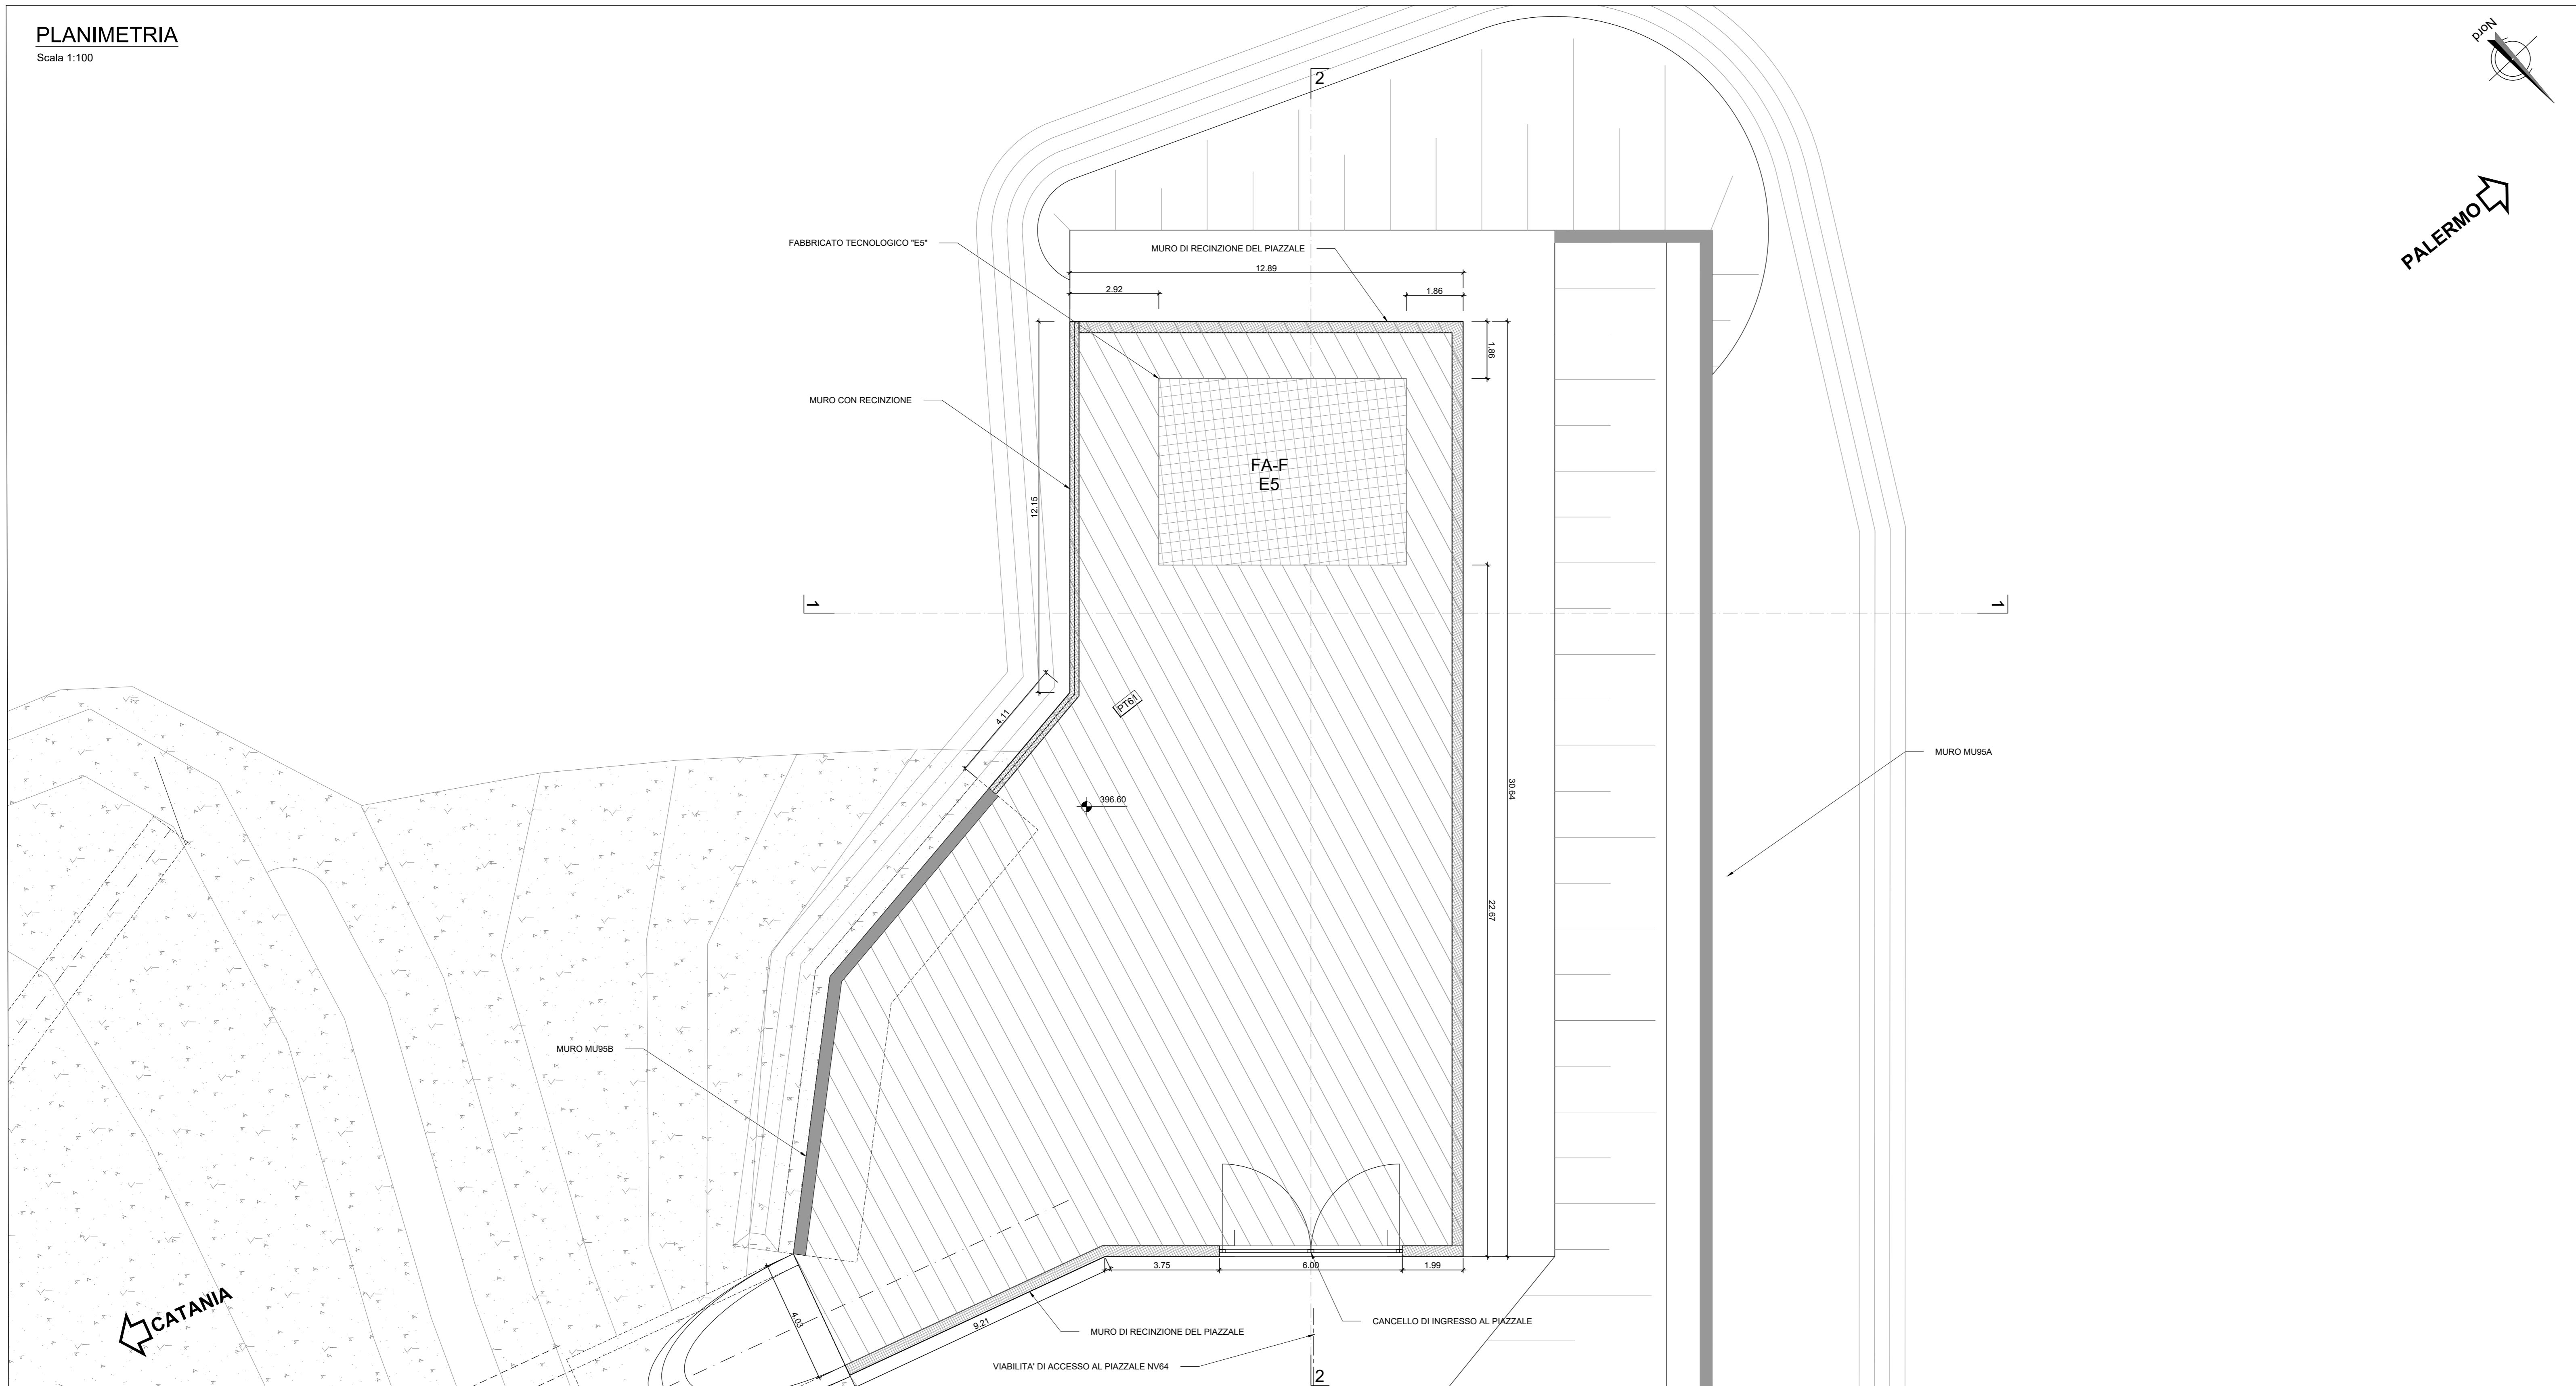 PLANIMETRIA
Scala 1:100
Nord
PALERMO
2
FABBRICATO TECNOLOGICO "E5"
MURO DI RECINZIONE DEL PIAZZALE
12.89
2.92
1.86
1.86
MURO CON RECINZIONE
FA-F
E5
12.15
1
1
4.11
PT61
396.60
30.64
MURO MU95A
22.67
MURO MU95B
3.75
6.00
1.99
CATANIA
4.03
9.21
MURO DI RECINZIONE DEL PIAZZALE
CANCELLO DI INGRESSO AL PIAZZALE
VIABILITA' DI ACCESSO AL PIAZZALE NV64
2